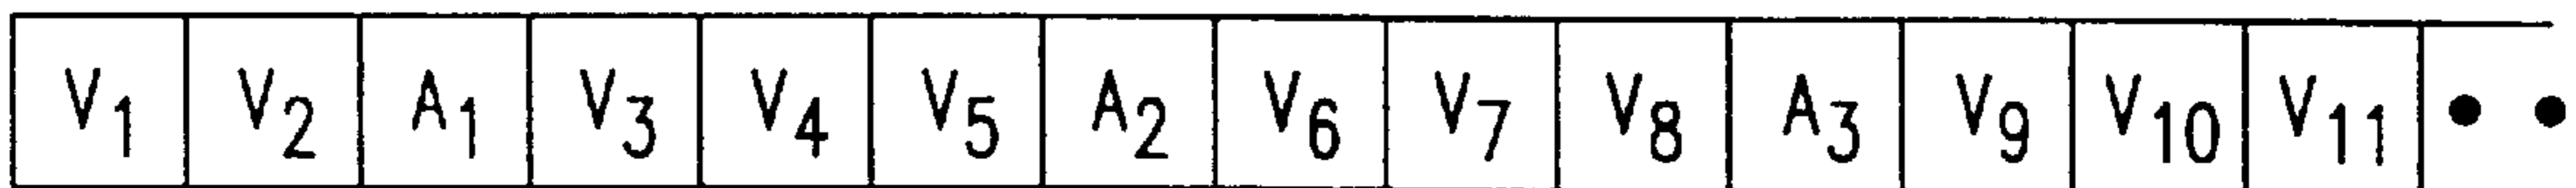 V1 V2 A1 V3 V4 V5 A2 V6 V7 V8 A3 V9 V10 V11 • •